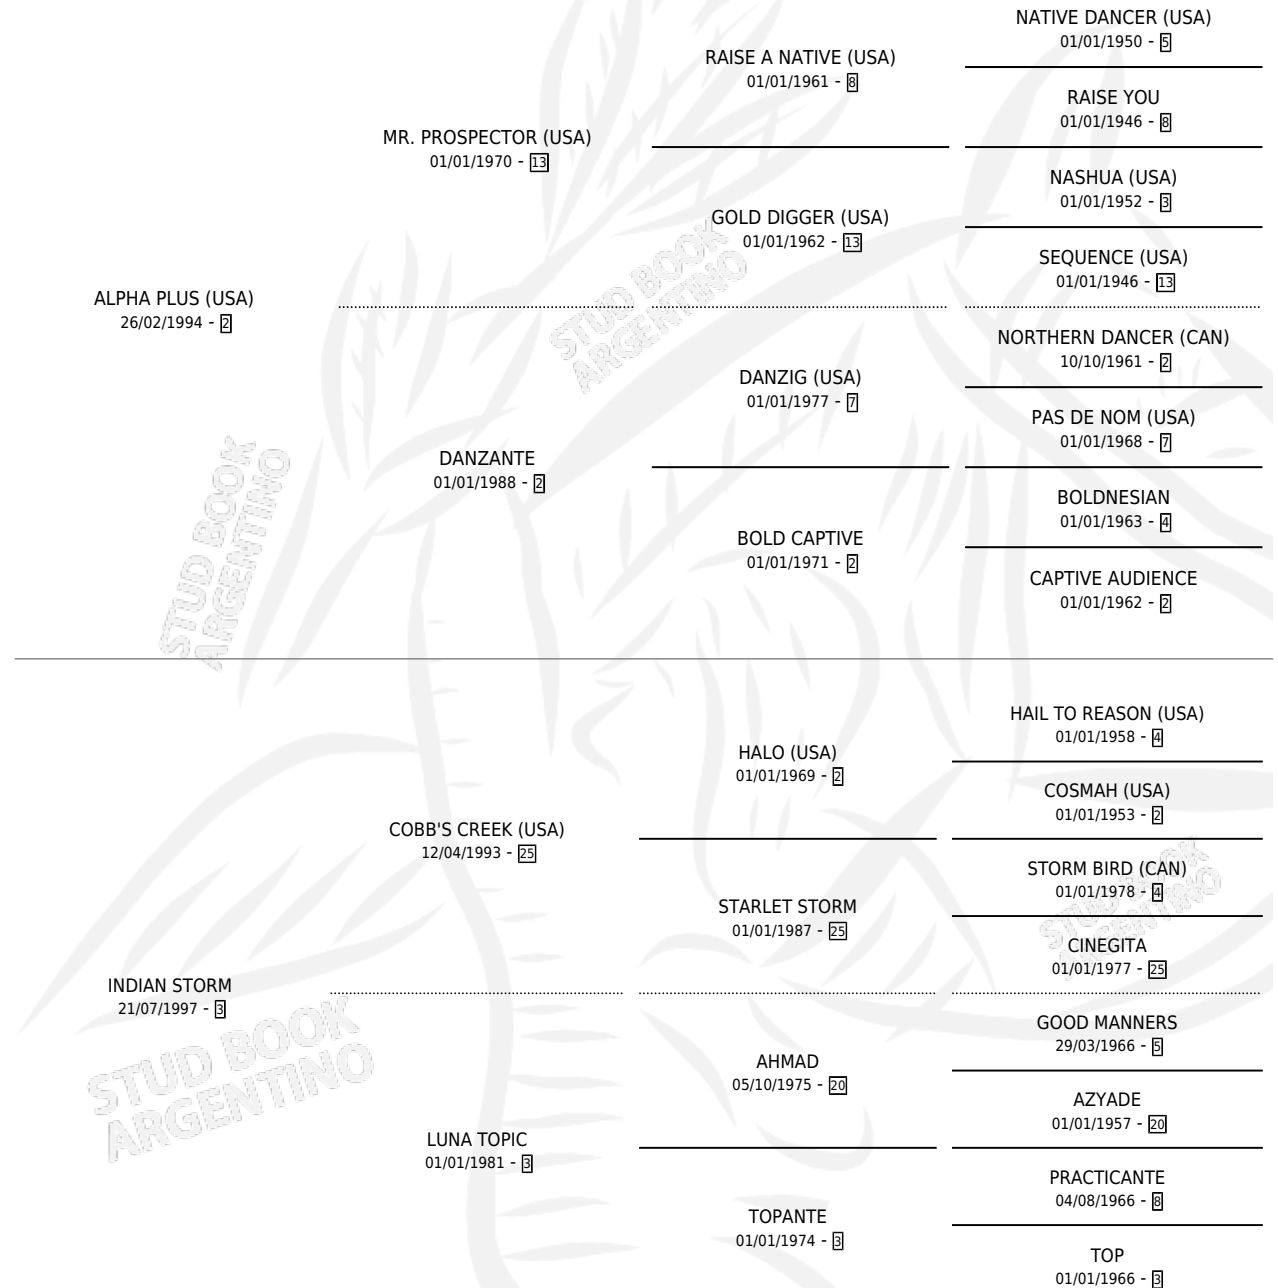 NATIVE DANCER (USA)
01/01/1950 - 5
RAISE A NATIVE (USA)
01/01/1961 - 8
RAISE YOU
01/01/1946 - 8
MR. PROSPECTOR (USA)
01/01/1970 - 13
NASHUA (USA)
01/01/1952 - 3
GOLD DIGGER (USA)
01/01/1962 - 13
SEQUENCE (USA)
01/01/1946 - 13
ALPHA PLUS (USA)
26/02/1994 - 2
STUD BOOK
ARGENTINO
NORTHERN DANCER (CAN)
10/10/1961 - 2
DANZIG (USA)
01/01/1977 - 7
PAS DE NOM (USA)
01/01/1968 - 7
DANZANTE
01/01/1988 - 2
BOLDNESIAN
01/01/1963 - 4
BOLD CAPTIVE
01/01/1971 - 2
CAPTIVE AUDIENCE
01/01/1962 - 2
STUD BOOK
ARGENTINO
HAIL TO REASON (USA)
01/01/1958 - 4
HALO (USA)
01/01/1969 - 2
COSMAH (USA)
01/01/1953 - 2
COBB'S CREEK (USA)
12/04/1993 - 25
STORM BIRD (CAN)
01/01/1978 - 4
STARLET STORM
01/01/1987 - 25
CINEGITA
01/01/1977 - 25
STUD BOOK
ARGENTINO
INDIAN STORM
21/07/1997 - 3
STUD BOOK
ARGENTINO
GOOD MANNERS
29/03/1966 - 5
AHMAD
05/10/1975 - 20
AZYADE
01/01/1957 - 20
LUNA TOPIC
01/01/1981 - 3
PRACTICANTE
04/08/1966 - 8
TOPANTE
01/01/1974 - 3
TOP
01/01/1966 - 3